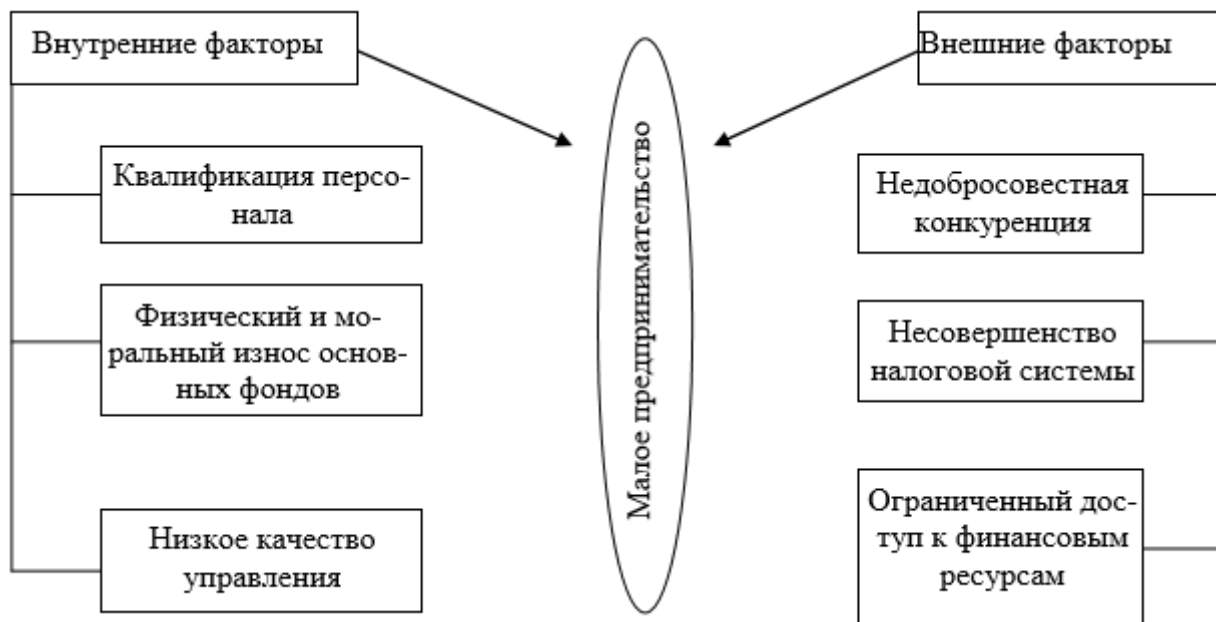 Внутренние факторы
Квалификация персо-
нала
Физический и мо-
ральный износ основ-
ных фондов
Низкое качество
управления
Малое предпринимательство
Внешние факторы
Недобросовестная
конкуренция
Несовершенство
налоговой системы
Ограниченный дос-
туп к финансовым
ресурсам